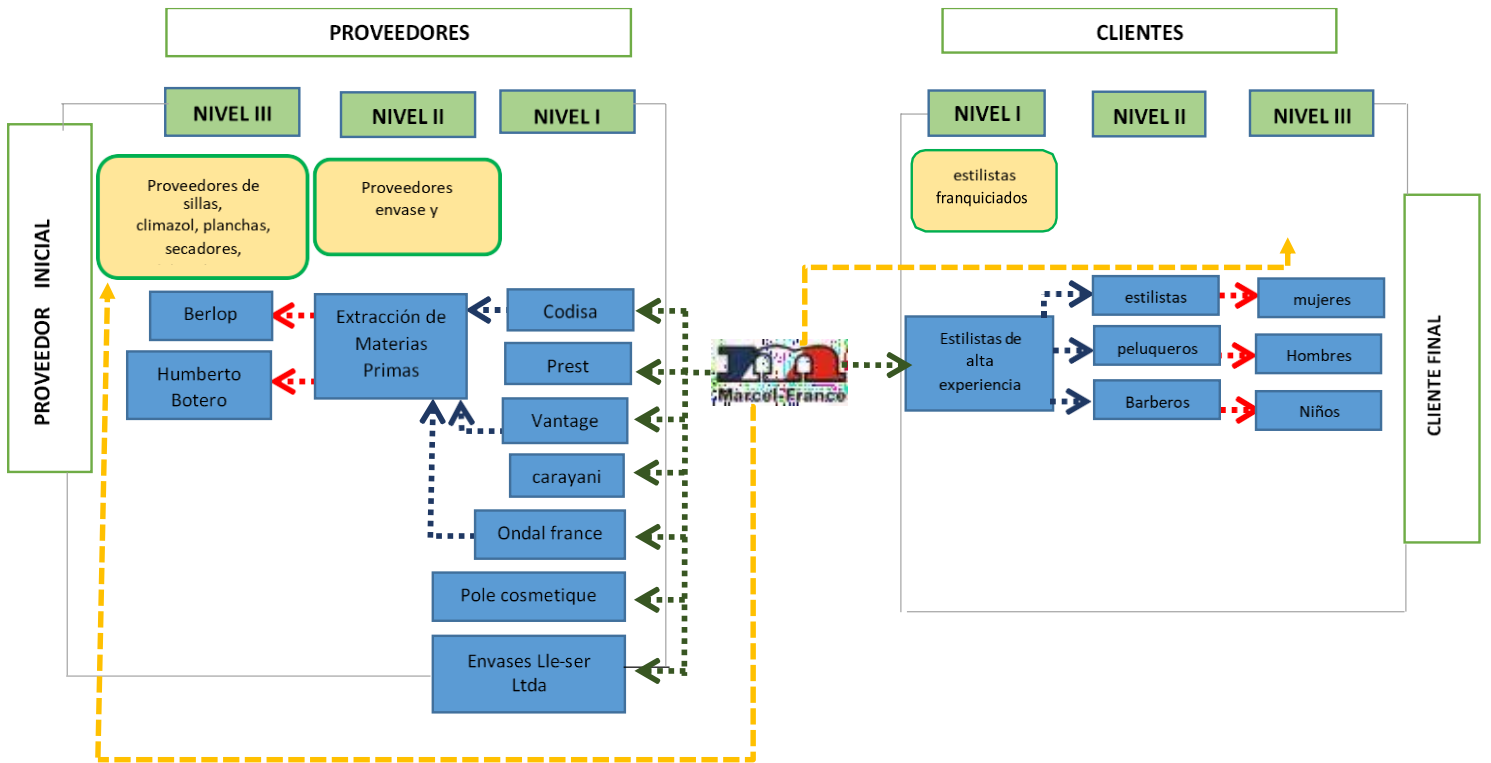 PROVEEDORES
CLIENTES
NIVEL III
NIVEL II
NIVEL I
NIVEL I
NIVEL II
NIVEL III
PROVEEDOR INICIAL
Proveedores de
sillas,
climazol, planchas,
secadores,
Proveedores
envase y
estilistas
franquiciados
CLIENTE FINAL
Berlop
Humberto
Botero
Extracción de
Materias
Primas
Codisa
Prest
Vantage
carayani
Ondal france
Pole cosmetique
Envases Lle-ser
Ltda
Marcel-France
Estilistas de
alta
experiencia
estilistas
peluqueros
Barberos
mujeres
Hombres
Niños